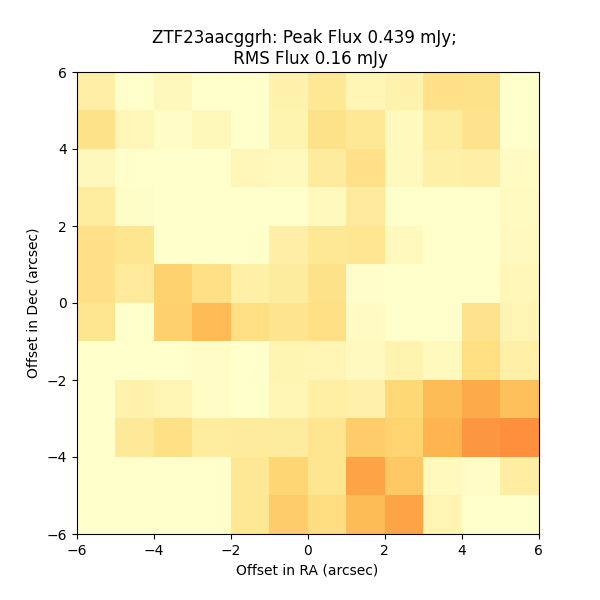 ZTF23aacggrh: Peak Flux 0.439 mJy;
RMS Flux 0.16 mJy
6
4
2
0
−2
−4
−6
Offset in Dec (arcsec)
−6 −4 −2 0 2 4 6
Offset in RA (arcsec)